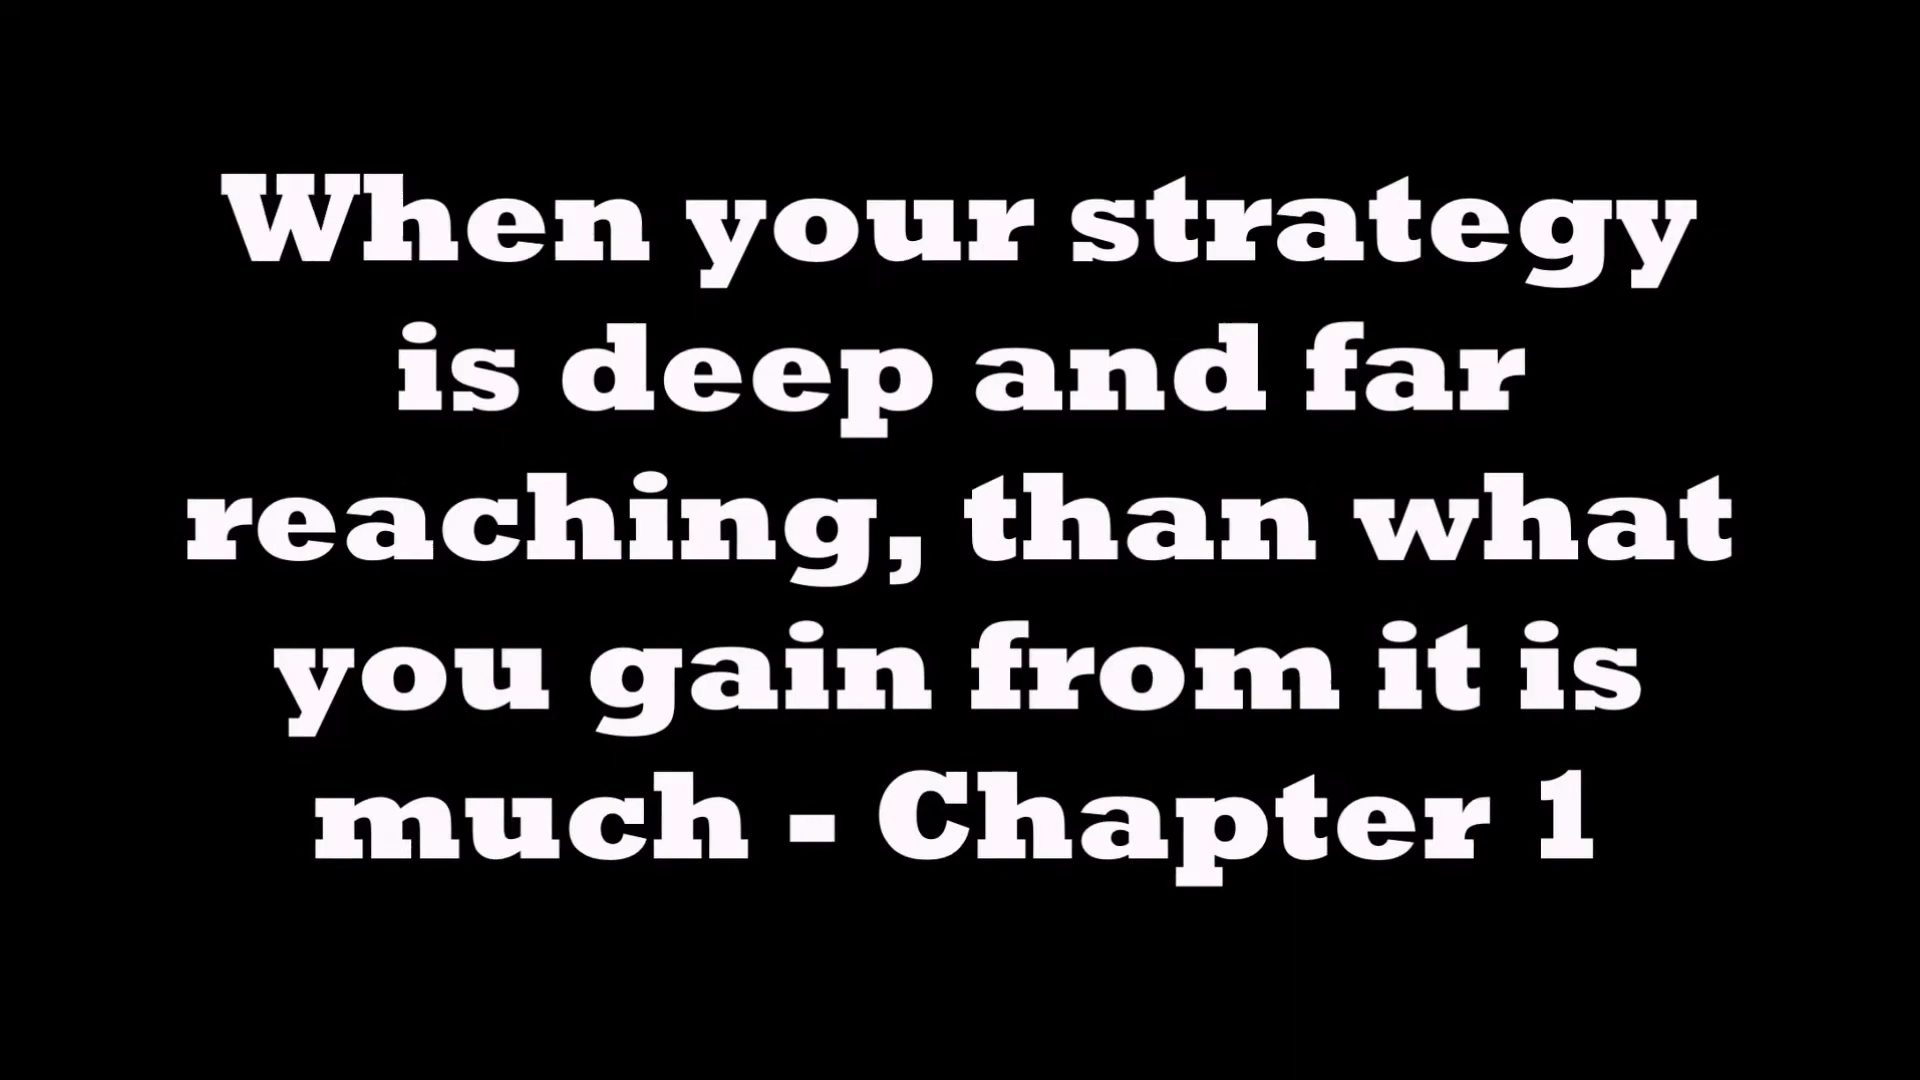 When your strategy
is deep and far
reaching, than what
you gain from it is
much - Chapter 1